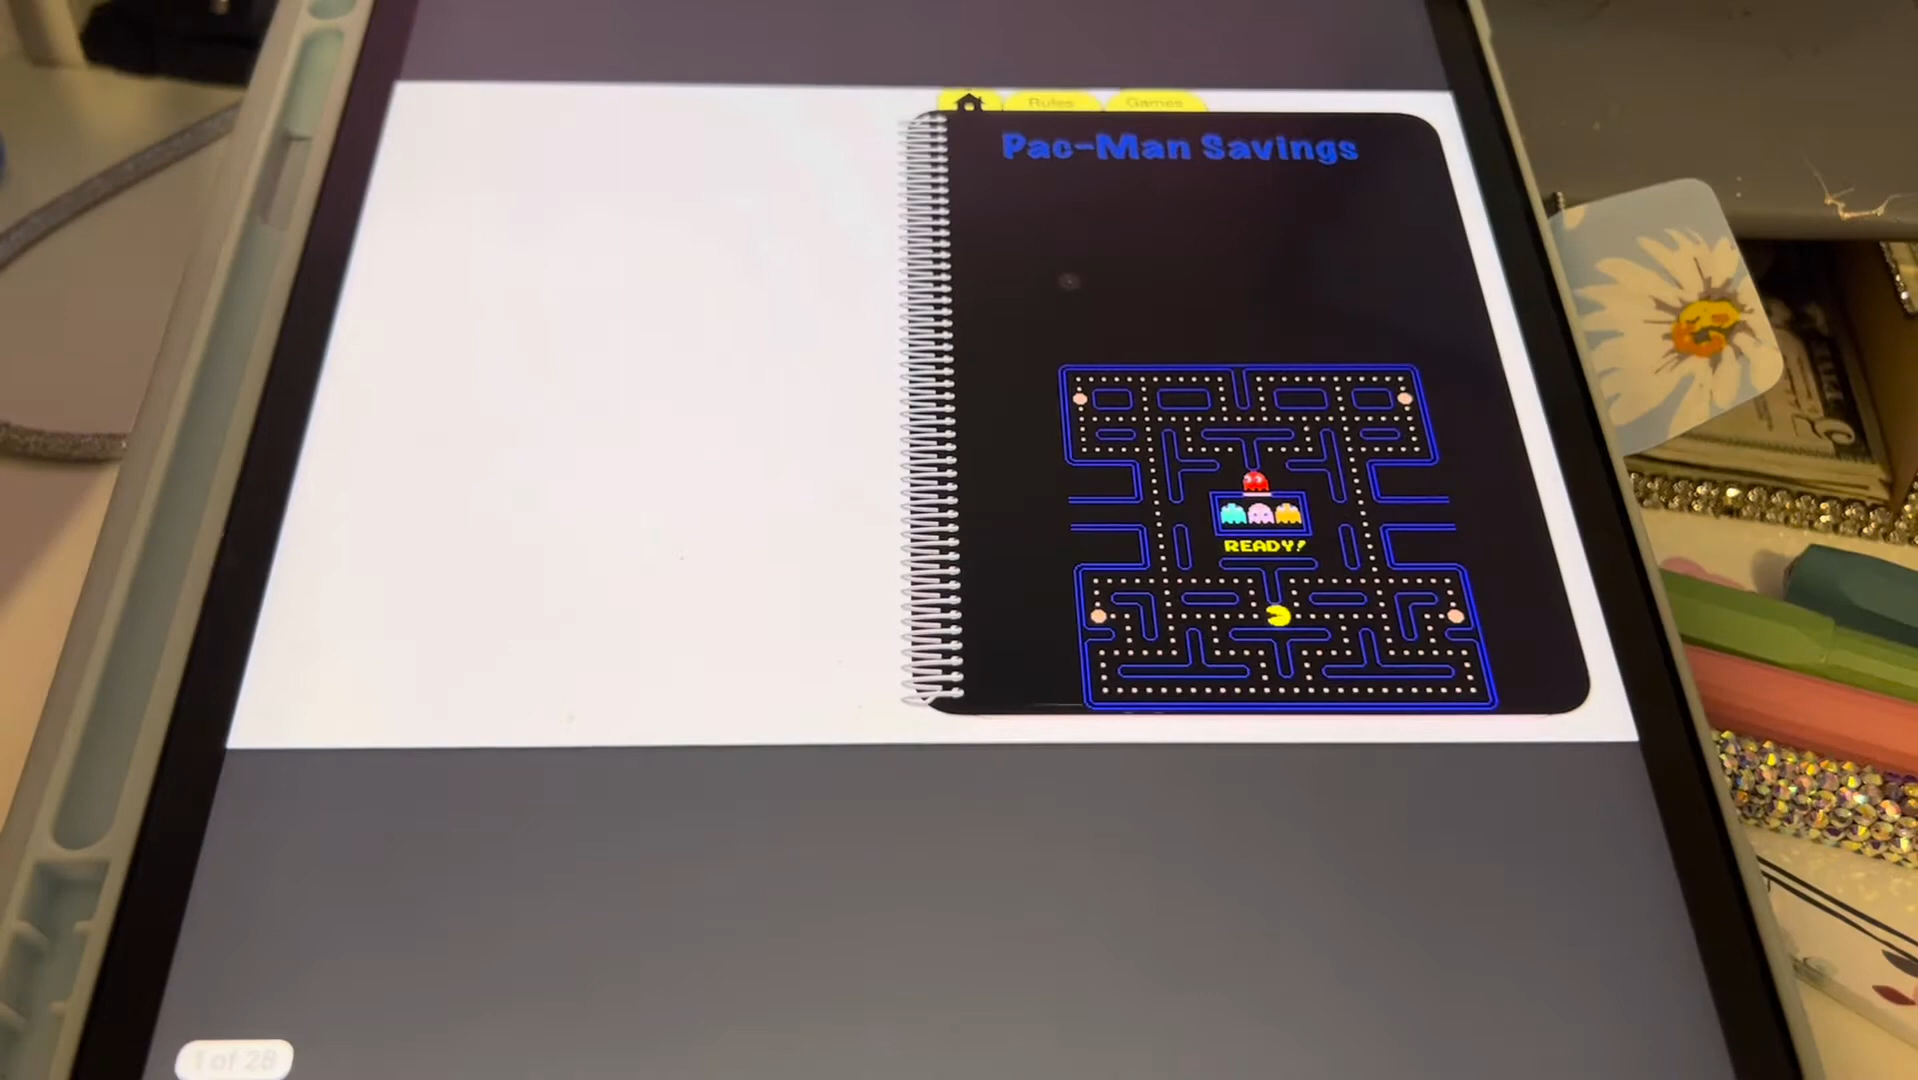 Rules
Games
Pac-Man Savings
READY!
1 of 28